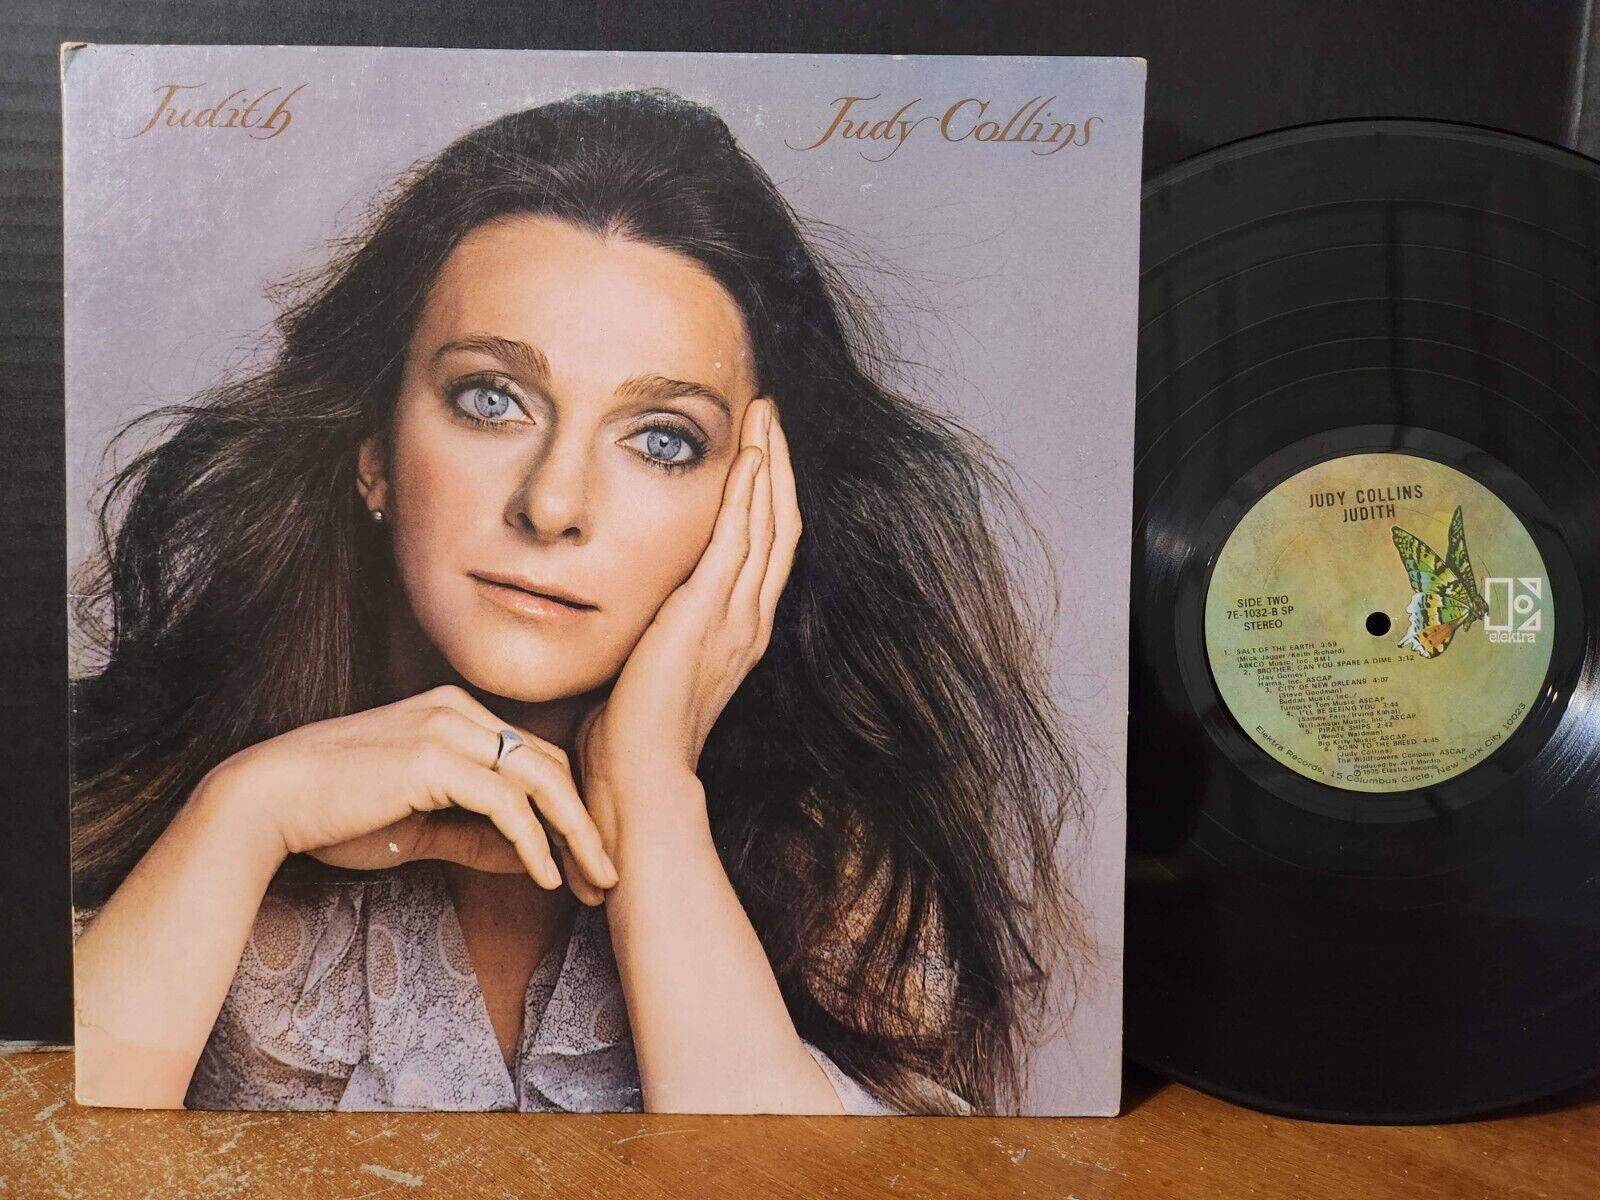 Judith
Judy Collins
JUDY COLLINS
JUDITH
SIDE TWO
7E-1032-B SP
STEREO
elektra
1. SALT OF THE EARTH 3:59
(Mick Jagger/Keith Richard)
ABKCO Music, Inc. BMI
2. BROTHER, CAN YOU SPARE A DIME 3:12
(Jay Gorney)
Harms, Inc. ASCAP
3. CITY OF NEW ORLEANS 4:07
(Steve Goodman)
Buddah Music, Inc./
Turnpike Tom Music ASCAP
4. I'LL BE SEEING YOU 3:44
(Sammy Fain/Irving Kahal)
Williamson Music, Inc. ASCAP
5. PIRATE SHIPS 2:42
(Wendy Waldman)
Big Kitty Music ASCAP
6. BORN TO THE BREED 4:45
(Judy Collins)
The Wildflowers Company ASCAP
Produced by Arif Mardin
℗1975 Elektra Records
Elektra Records, 15 Columbus Circle, New York City 10023